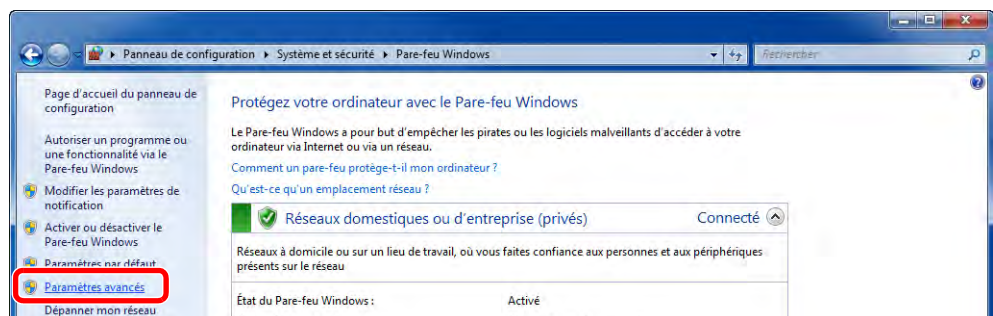 Panneau de configuration ▸ Système et sécurité ▸ Pare-feu Windows
Rechercher
Page d'accueil du panneau de
configuration
Autoriser un programme ou
une fonctionnalité via le
Pare-feu Windows
Modifier les paramètres de
notification
Activer ou désactiver le
Pare-feu Windows
Paramètres par défaut
Paramètres avancés
Dépanner mon réseau
Protégez votre ordinateur avec le Pare-feu Windows
Le Pare-feu Windows a pour but d'empêcher les pirates ou les logiciels malveillants d'accéder à votre
ordinateur via Internet ou via un réseau.
Comment un pare-feu protège-t-il mon ordinateur ?
Qu'est-ce qu'un emplacement réseau ?
Réseaux domestiques ou d'entreprise (privés) Connecté
Réseaux à domicile ou sur un lieu de travail, où vous faites confiance aux personnes et aux périphériques
présents sur le réseau
État du Pare-feu Windows : Activé